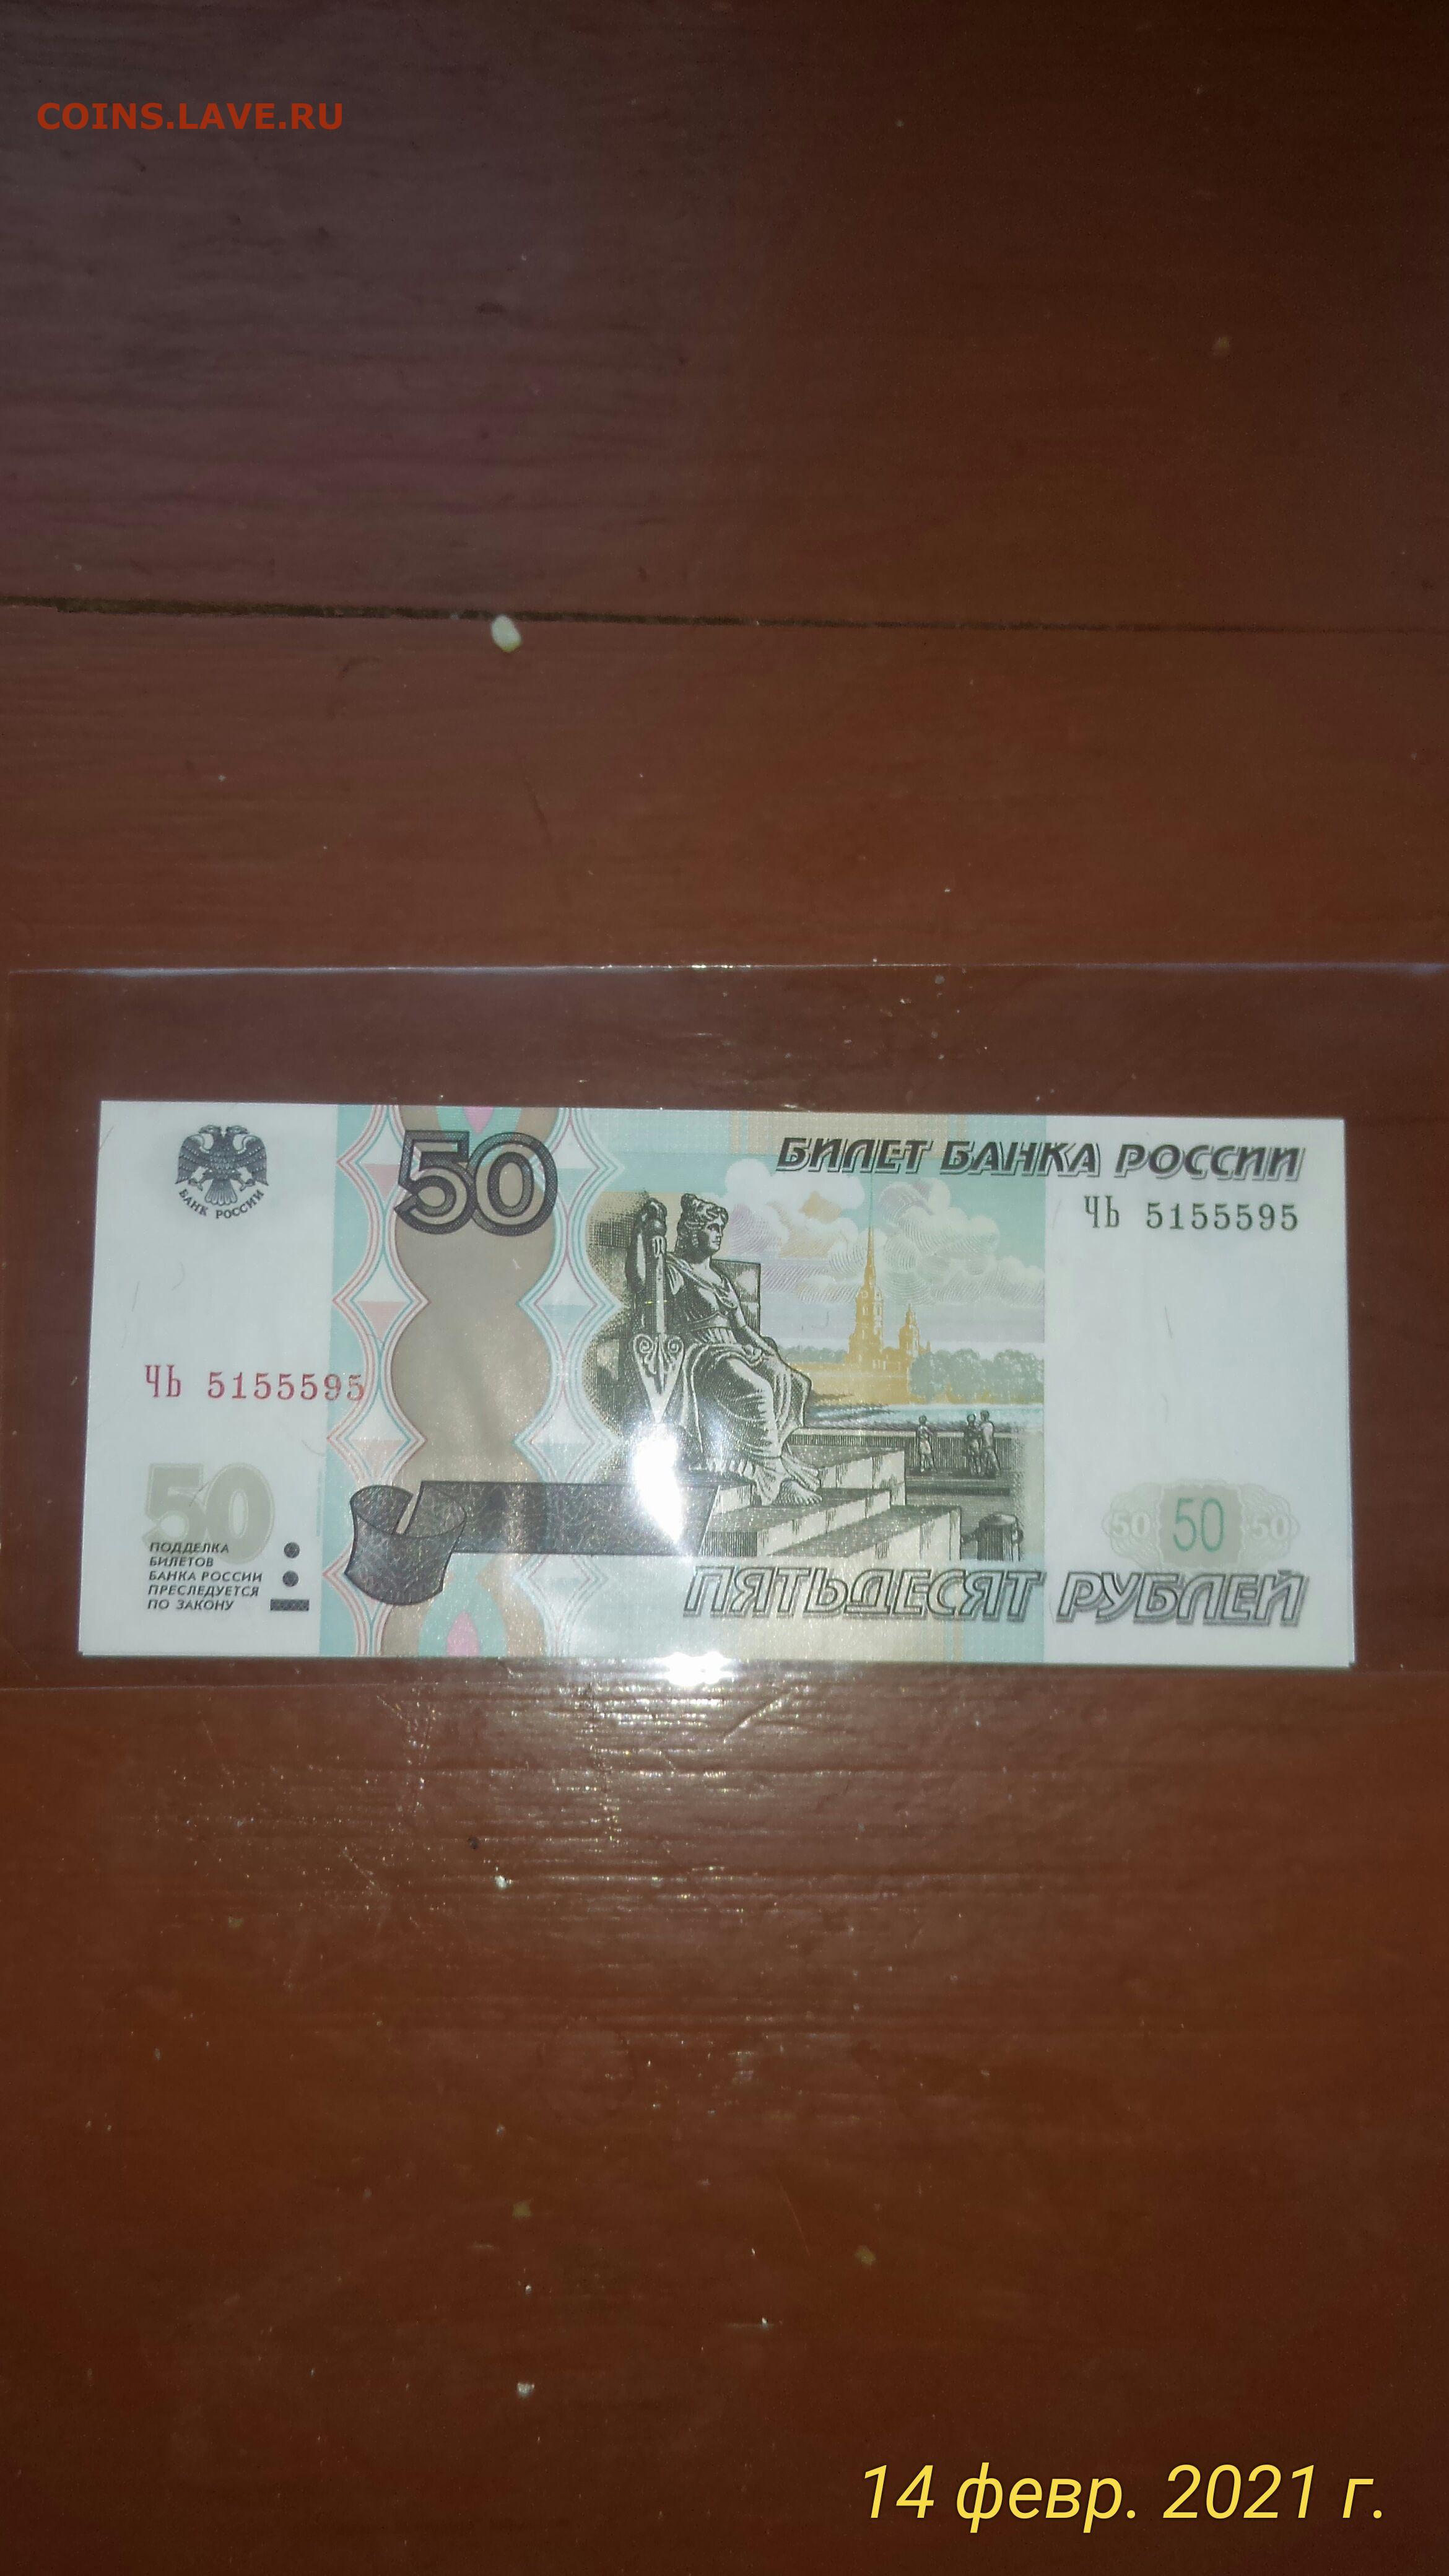 COINS.LAVE.RU
50
БИЛЕТ БАНКА РОССИИ
БАНК РОССИИ
ЧЬ 5155595
ЧЬ 5155595
50
ПОДДЕЛКА
БИЛЕТОВ
БАНКА РОССИИ
ПРЕСЛЕДУЕТСЯ
ПО ЗАКОНУ
50 50 50
ПЯТЬДЕСЯТ РУБЛЕЙ
14 февр. 2021 г.